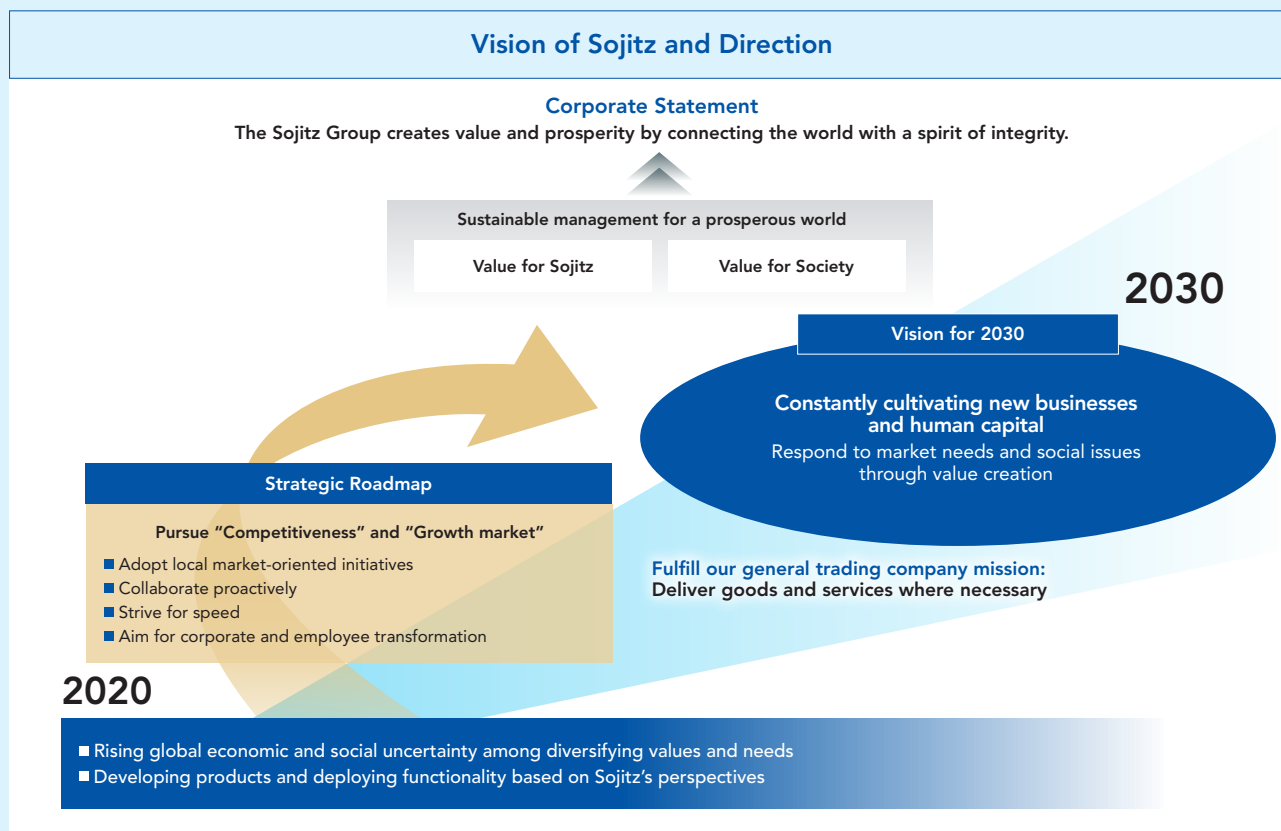 Vision of Sojitz and Direction
Corporate Statement
The Sojitz Group creates value and prosperity by connecting the world with a spirit of integrity.
Sustainable management for a prosperous world
Value for Sojitz
Value for Society
2030
Vision for 2030
Constantly cultivating new businesses
and human capital
Respond to market needs and social issues
through value creation
Strategic Roadmap
Pursue “Competitiveness” and “Growth market”
■ Adopt local market-oriented initiatives
■ Collaborate proactively
■ Strive for speed
■ Aim for corporate and employee transformation
Fulfill our general trading company mission:
Deliver goods and services where necessary
2020
■ Rising global economic and social uncertainty among diversifying values and needs
■ Developing products and deploying functionality based on Sojitz’s perspectives